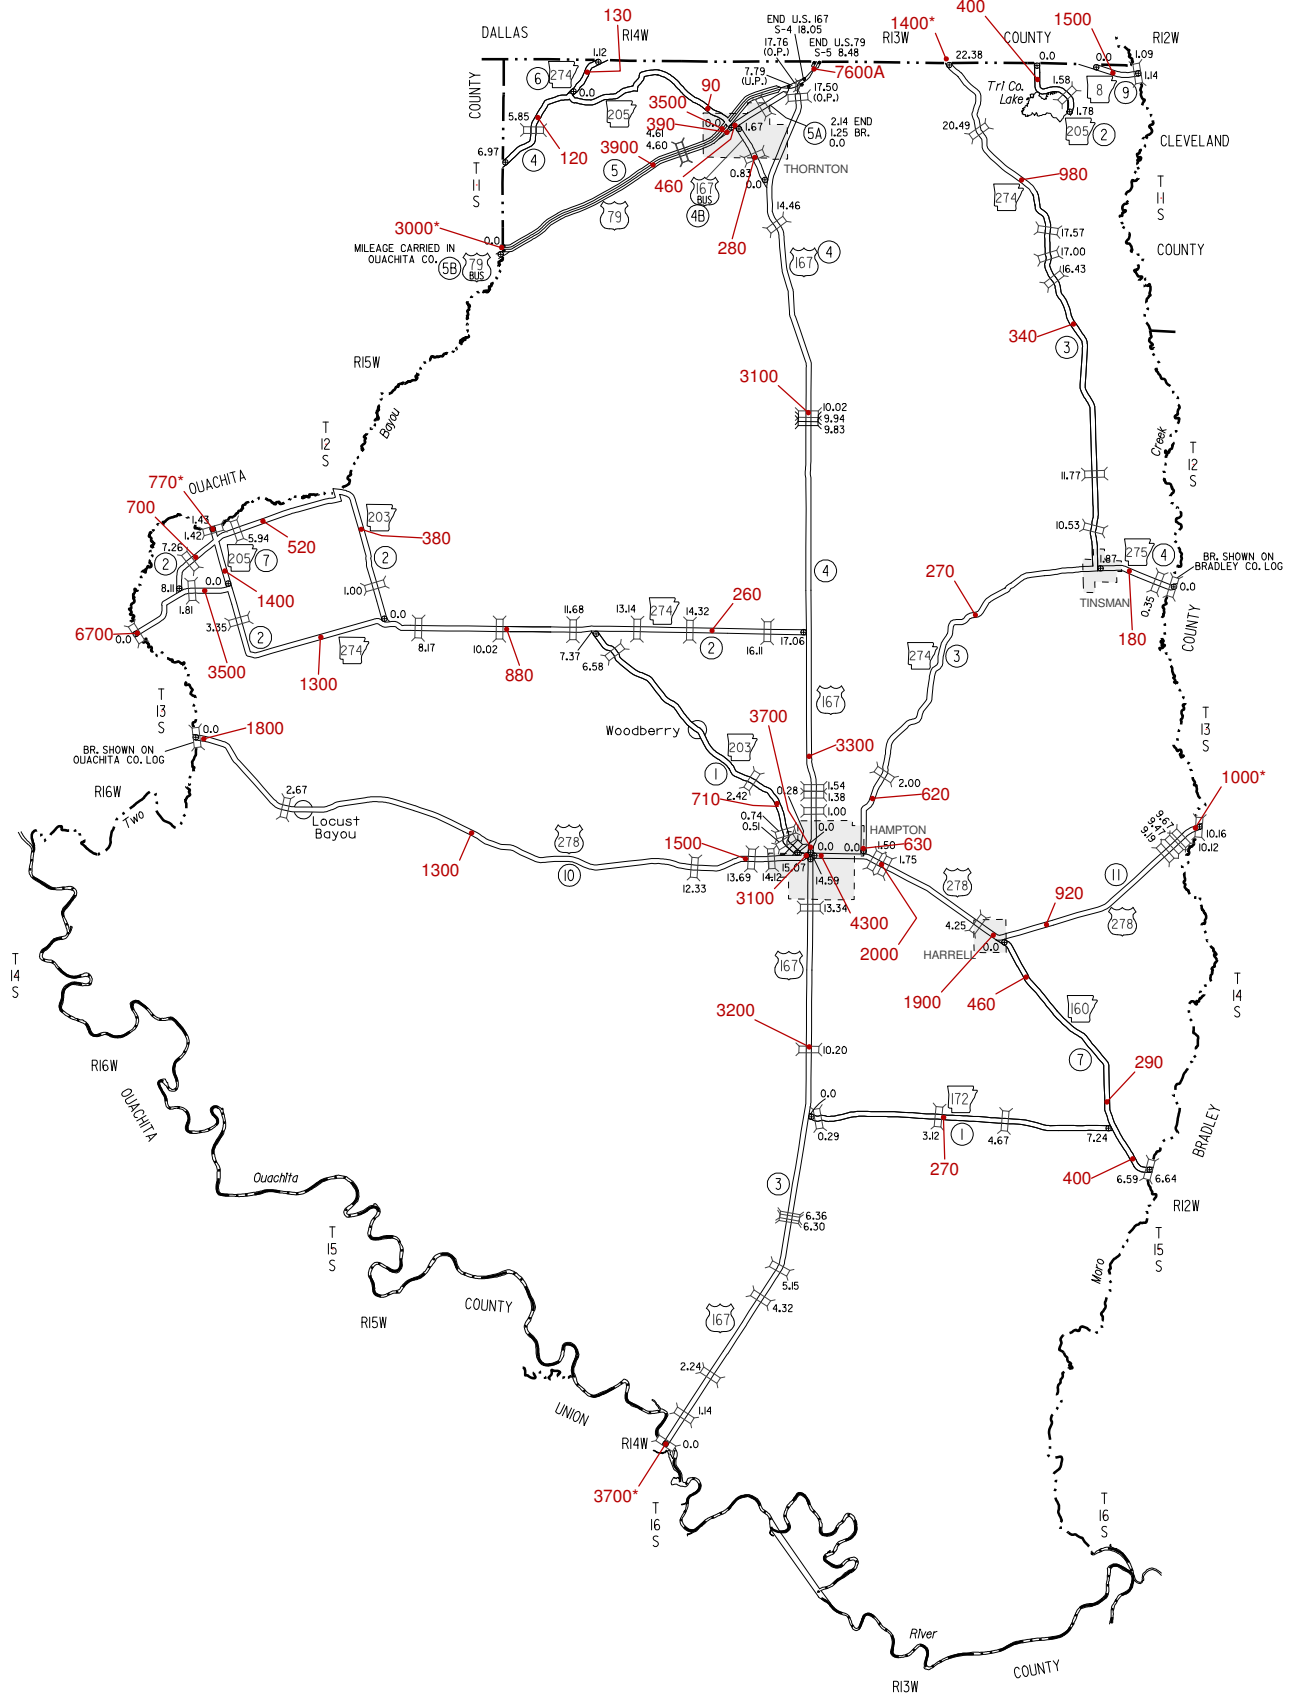 DALLAS
130
R14W
END U.S. 167
S-4 18.05
17.76
(O.P.)
END U.S.79
S-5 8.48
R13W
1400*
400
COUNTY
1500
R12W
1.12
22.38
0.0
0.0
1.09
1.14
6
274
0.0
7.79
(U.P.)
7600A
17.50
(O.P.)
Tri Co.
Lake
1.58
8
9
COUNTY
205
90
1.78
205
2
5.85
3500
10.02
390
1.67
5A
2.14 END
1.25 BR.
0.0
20.49
CLEVELAND
4.61
4.60
6.97
4
120
3900
5
460
THORNTON
0.83
0.0
980
T
11
S
167
BUS
4B
79
280
14.46
274
T
11
S
3000*
0.0
MILEAGE CARRIED IN
OUACHITA CO.
5B
79
BUS
167
4
17.57
17.00
16.43
COUNTY
340
3
R15W
3100
10.02
9.94
9.83
Bayou
T
12
S
Creek
T
12
S
770*
OUACHITA
11.77
700
1.43
1.42
5.94
520
203
380
10.53
7.26
2
205
7
2
4
1.87
275
4
BR. SHOWN ON
BRADLEY CO. LOG
8.11
0.0
1400
1.00
270
TINSMAN
0.35
0.0
1.81
3.35
2
0.0
11.68
13.14
274
14.32
260
180
COUNTY
6700
0.0
3500
1300
274
8.17
10.02
880
7.37
6.58
2
16.11
17.06
274
3
T
13
S
1800
0.0
BR. SHOWN ON
OUACHITA CO. LOG
Woodberry
3700
167
T
13
S
203
3300
R16W
Two
2.67
1
2.42
0.28
1.54
1.38
1.00
2.00
1000*
Locust
Bayou
710
620
0.74
0.51
0.0
HAMPTON
9.67
9.47
9.19
10.16
10.12
278
1500
0.0
0.0
1.50
630
1300
10
12.33
13.69
14.12
15.07
14.59
1.75
278
11
3100
4300
2000
13.34
4.25
920
278
HARRELL
0.0
T
14
S
167
1900
460
T
14
S
3200
160
10.20
7
R16W
290
OUACHITA
0.0
172
BRADLEY
0.29
3.12
1
4.67
7.24
270
400
6.59
6.64
Ouachita
3
R12W
T
15
S
6.36
6.30
T
15
S
5.15
Moro
COUNTY
4.32
R15W
167
2.24
UNION
1.14
R14W
0.0
3700*
T
16
S
T
16
S
River
COUNTY
R13W